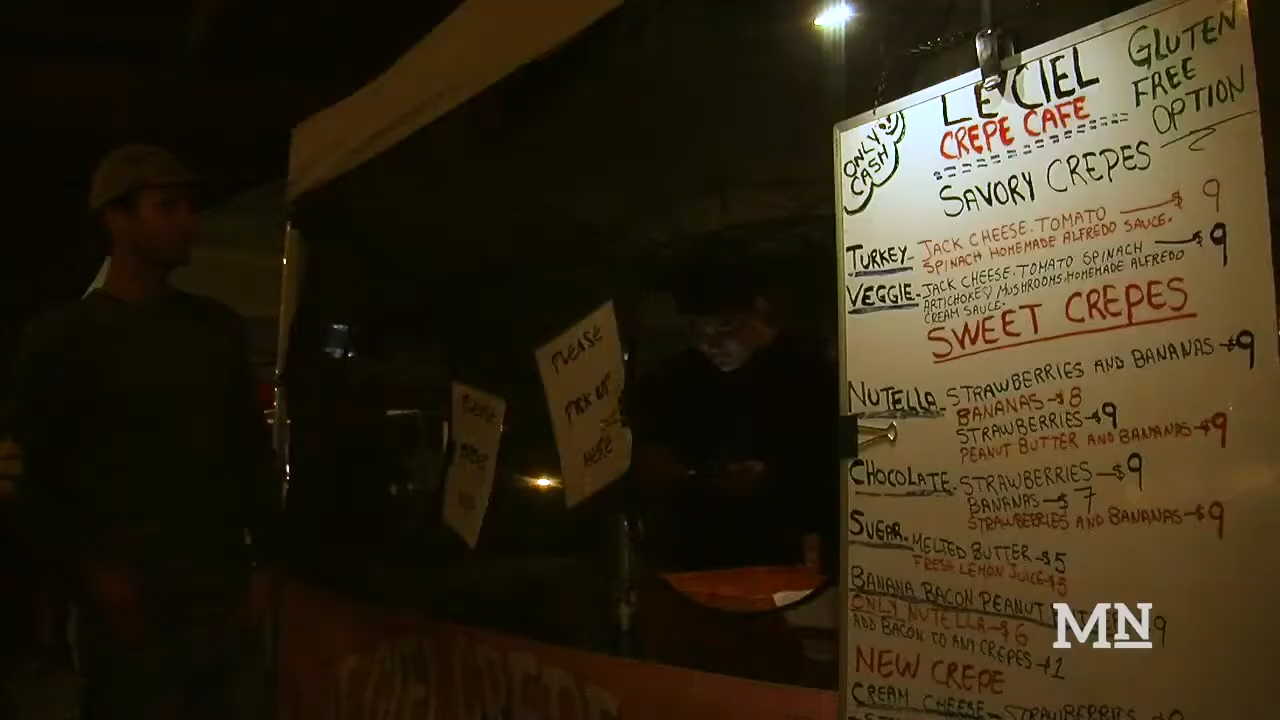 LE CIEL
CREPE CAFE
GLUTEN
FREE
OPTION
ONLY
CASH
SAVORY CREPES
TURKEY- JACK CHEESE. TOMATO $ 9
SPINACH HOMEMADE ALFREDO SAUCE.
VEGGIE- JACK CHEESE. TOMATO SPINACH $9
ARTICHOKE/ MUSHROOMS. HOMEMADE ALFREDO
CREAM SAUCE.
SWEET CREPES
NUTELLA- STRAWBERRIES AND BANANAS -$9
BANANAS -$8
STRAWBERRIES -$9
PEANUT BUTTER AND BANANAS -$9
CHOCOLATE- STRAWBERRIES -$9
BANANAS -$ 7
STRAWBERRIES AND BANANAS -$9
SUGAR- MELTED BUTTER -$5
FRESH LEMON JUICE -$5
BANANA BACON PEANUT 9
ONLY NUTELLA -$6
ADD BACON TO ANY CREPES -$1
NEW CREPE
CREAM CHEESE- STRAWBERRIES
PLEASE
PICK UP
HERE
PLEASE
MN